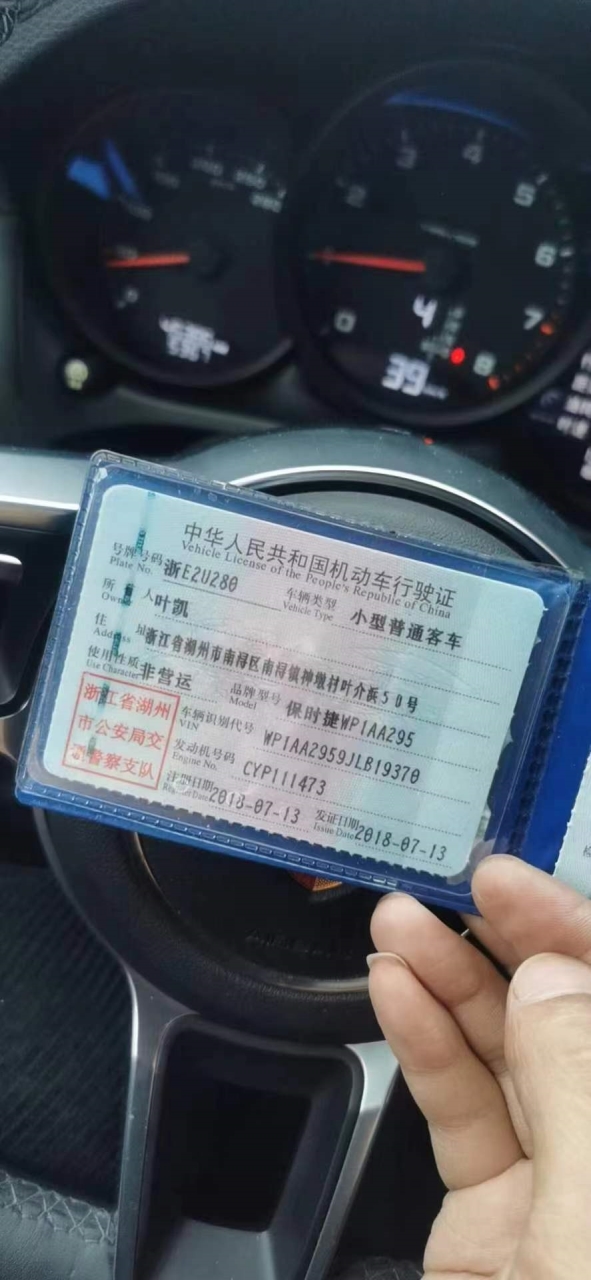 2
3
4
5
6
7
8
0
4
39
中华人民共和国机动车行驶证
Vehicle License of the People's Republic of China
号牌号码 浙E2U280 车辆类型 小型普通客车
Plate No. Vehicle Type
所有人 叶凯
Owner
住址 浙江省湖州市南浔区南浔镇神墩村叶介浜50号
Address
使用性质 非营运 品牌型号 保时捷WP1AA295
Use Character Model
浙江省湖州
市公安局交
通警察支队
车辆识别代号 WP1AA2959JLB19370
VIN
发动机号码 CYP111473
Engine No.
注册日期 2018-07-13 发证日期 2018-07-13
Register Date Issue Date